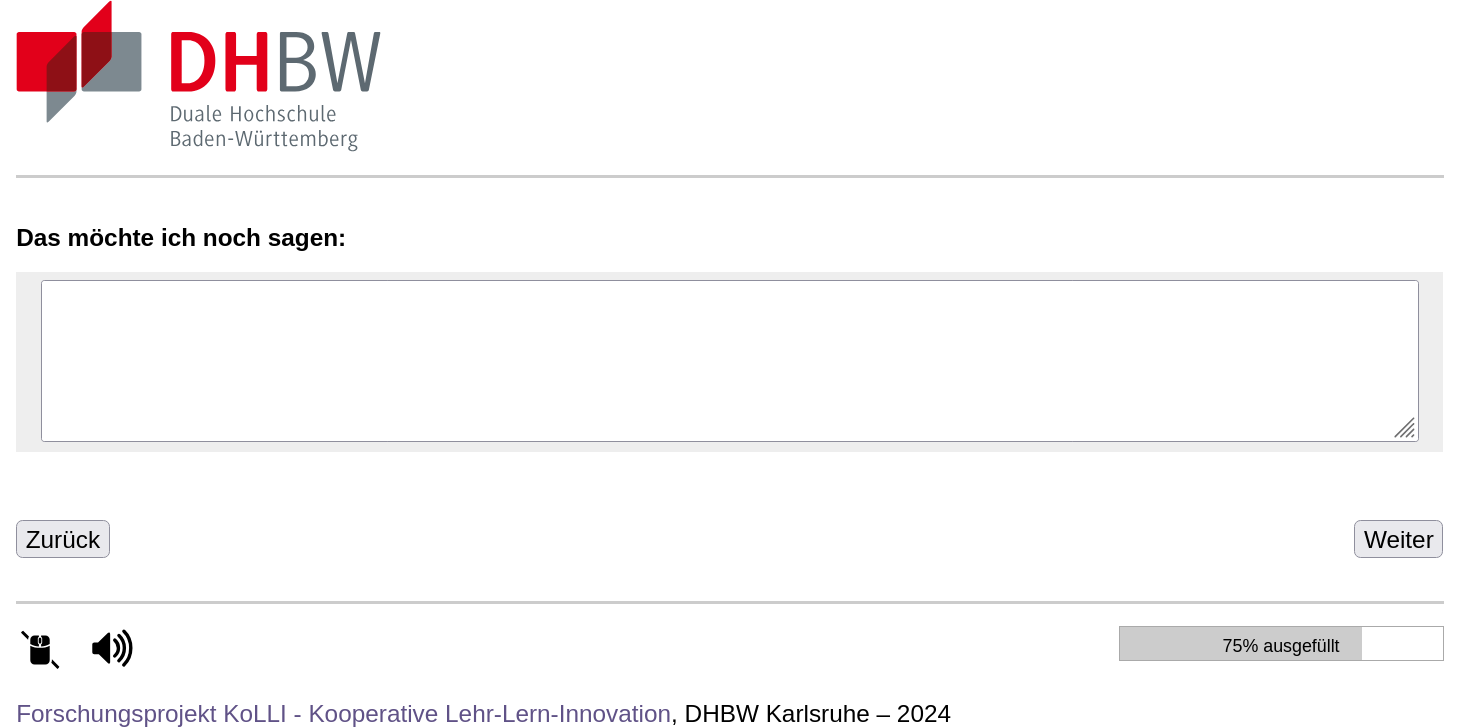 DHBW
Duale Hochschule
Baden-Württemberg
Das möchte ich noch sagen:
Zurück
Weiter
75% ausgefüllt
Forschungsprojekt KoLLI - Kooperative Lehr-Lern-Innovation, DHBW Karlsruhe – 2024